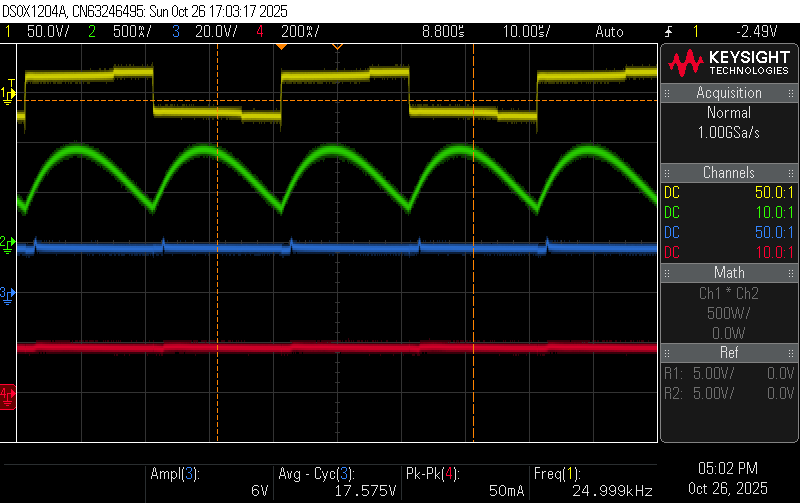 DSOX1204A, CN63246495: Sun Oct 26 17:03:17 2025
1 50.0V/ 2 500%/ 3 20.0V/ 4 200%/ 8.800s/ 10.00s/ Auto 1 -2.49V
KEYSIGHT
TECHNOLOGIES
Acquisition
Normal
1.00GSa/s
Channels
DC 50.0:1
DC 10.0:1
DC 50.0:1
DC 10.0:1
Math
Ch1 * Ch2
500W/
0.0W
Ref
R1: 5.00V/ 0.0V
R2: 5.00V/ 0.0V
T
1
2
3
4
Ampl(3): Avg - Cyc(3): Pk-Pk(4): Freq(1):
6V 17.575V 50mA 24.999kHz
05:02 PM
Oct 26, 2025